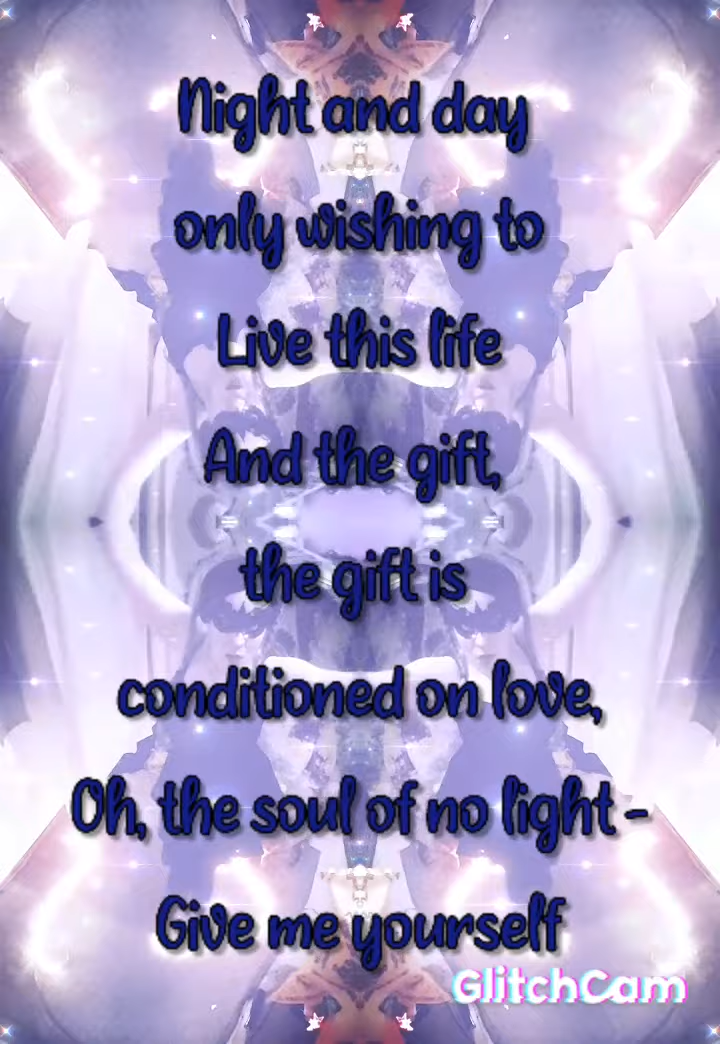 Night and day
only wishing to
Live this life
And the gift,
the gift is
conditioned on love,
Oh, the soul of no light -
Give me yourself
GlitchCam